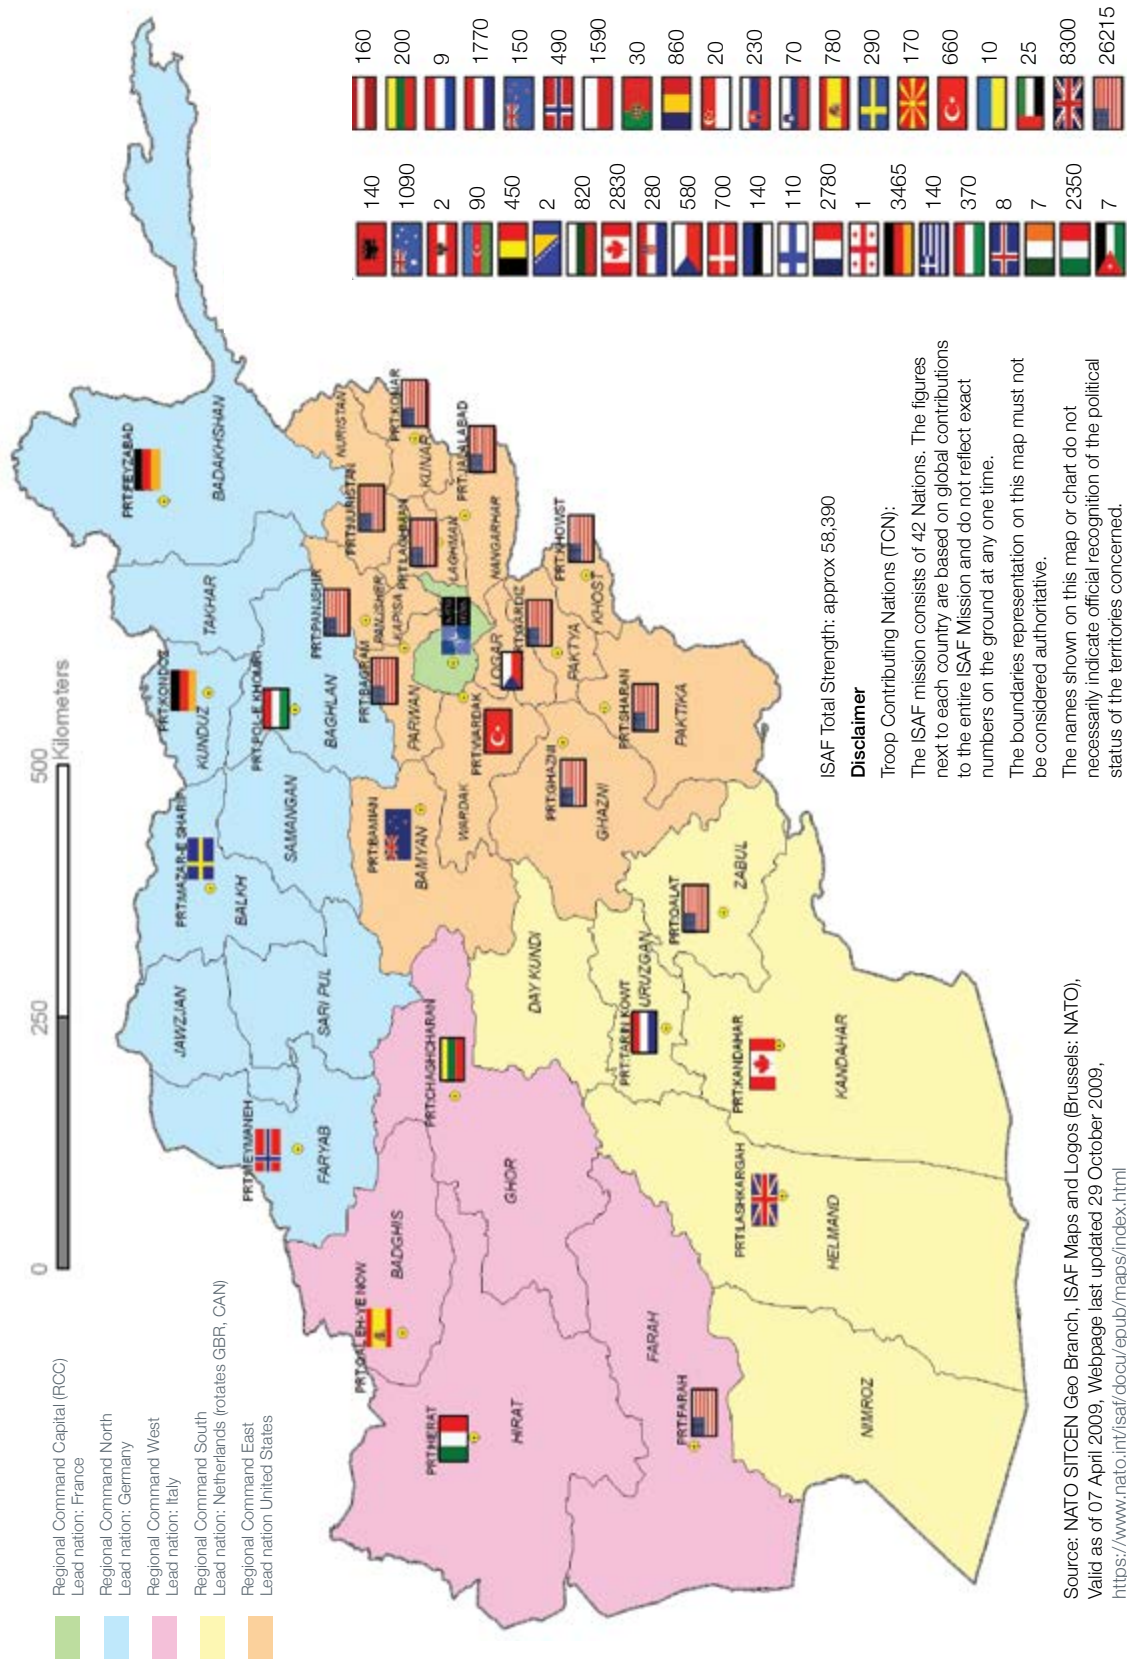 Regional Command Capital (RCC)
Lead nation: France
Regional Command North
Lead nation: Germany
Regional Command West
Lead nation: Italy
Regional Command South
Lead nation: Netherlands (rotates GBR, CAN)
Regional Command East
Lead nation United States
0
250
500
Kilometers
PRT:MEYMANEH
FARYAB
JAWZJAN
SARI PUL
PRT:MAZAR-E SHARIF
BALKH
SAMANGAN
PRT:KONDOZ
KUNDUZ
PRT:POL-E KHOMRI
BAGHLAN
TAKHAR
PRT:FEYZABAD
BADAKHSHAN
PRT:QAL'EH-YE NOW
BADGHIS
PRT:HERAT
HIRAT
PRT:CHAGHCHARAN
GHOR
FARAH
PRT:FARAH
PRT:BAMIAN
BAMYAN
PRT:BAGRAM
PARWAN
PRT:PANJSHIR
PANJSHER
KAPISA
PRT:NURISTAN
NURISTAN
PRT:LAGHMAN
LAGHMAN
PRT:KONAR
KUNAR
PRT:JALALABAD
NANGARHAR
PRT:WARDAK
WARDAK
LOGAR
PRT:GARDIZ
PAKTYA
PRT:KHOWST
KHOST
PRT:GHAZNI
GHAZNI
PRT:SHARAN
PAKTIKA
DAY KUNDI
PRT:TARIN KOWT
URUZGAN
PRT:QALAT
ZABUL
PRT:KANDAHAR
KANDAHAR
PRT:LASHKARGAH
HELMAND
NIMROZ
140
1090
2
90
450
2
820
2830
280
580
700
140
110
2780
1
3465
140
370
8
7
2350
7
160
200
9
1770
150
490
1590
30
860
20
230
70
780
290
170
660
10
25
8300
26215
ISAF Total Strength: approx 58,390
Disclaimer
Troop Contributing Nations (TCN):
The ISAF mission consists of 42 Nations. The figures
next to each country are based on global contributions
to the entire ISAF Mission and do not reflect exact
numbers on the ground at any one time.
The boundaries representation on this map must not
be considered authoritative.
The names shown on this map or chart do not
necessarily indicate official recognition of the political
status of the territories concerned.
Source: NATO SITCEN Geo Branch, ISAF Maps and Logos (Brussels: NATO),
Valid as of 07 April 2009, Webpage last updated 29 October 2009,
https://www.nato.int/isaf/docu/epub/maps/index.html